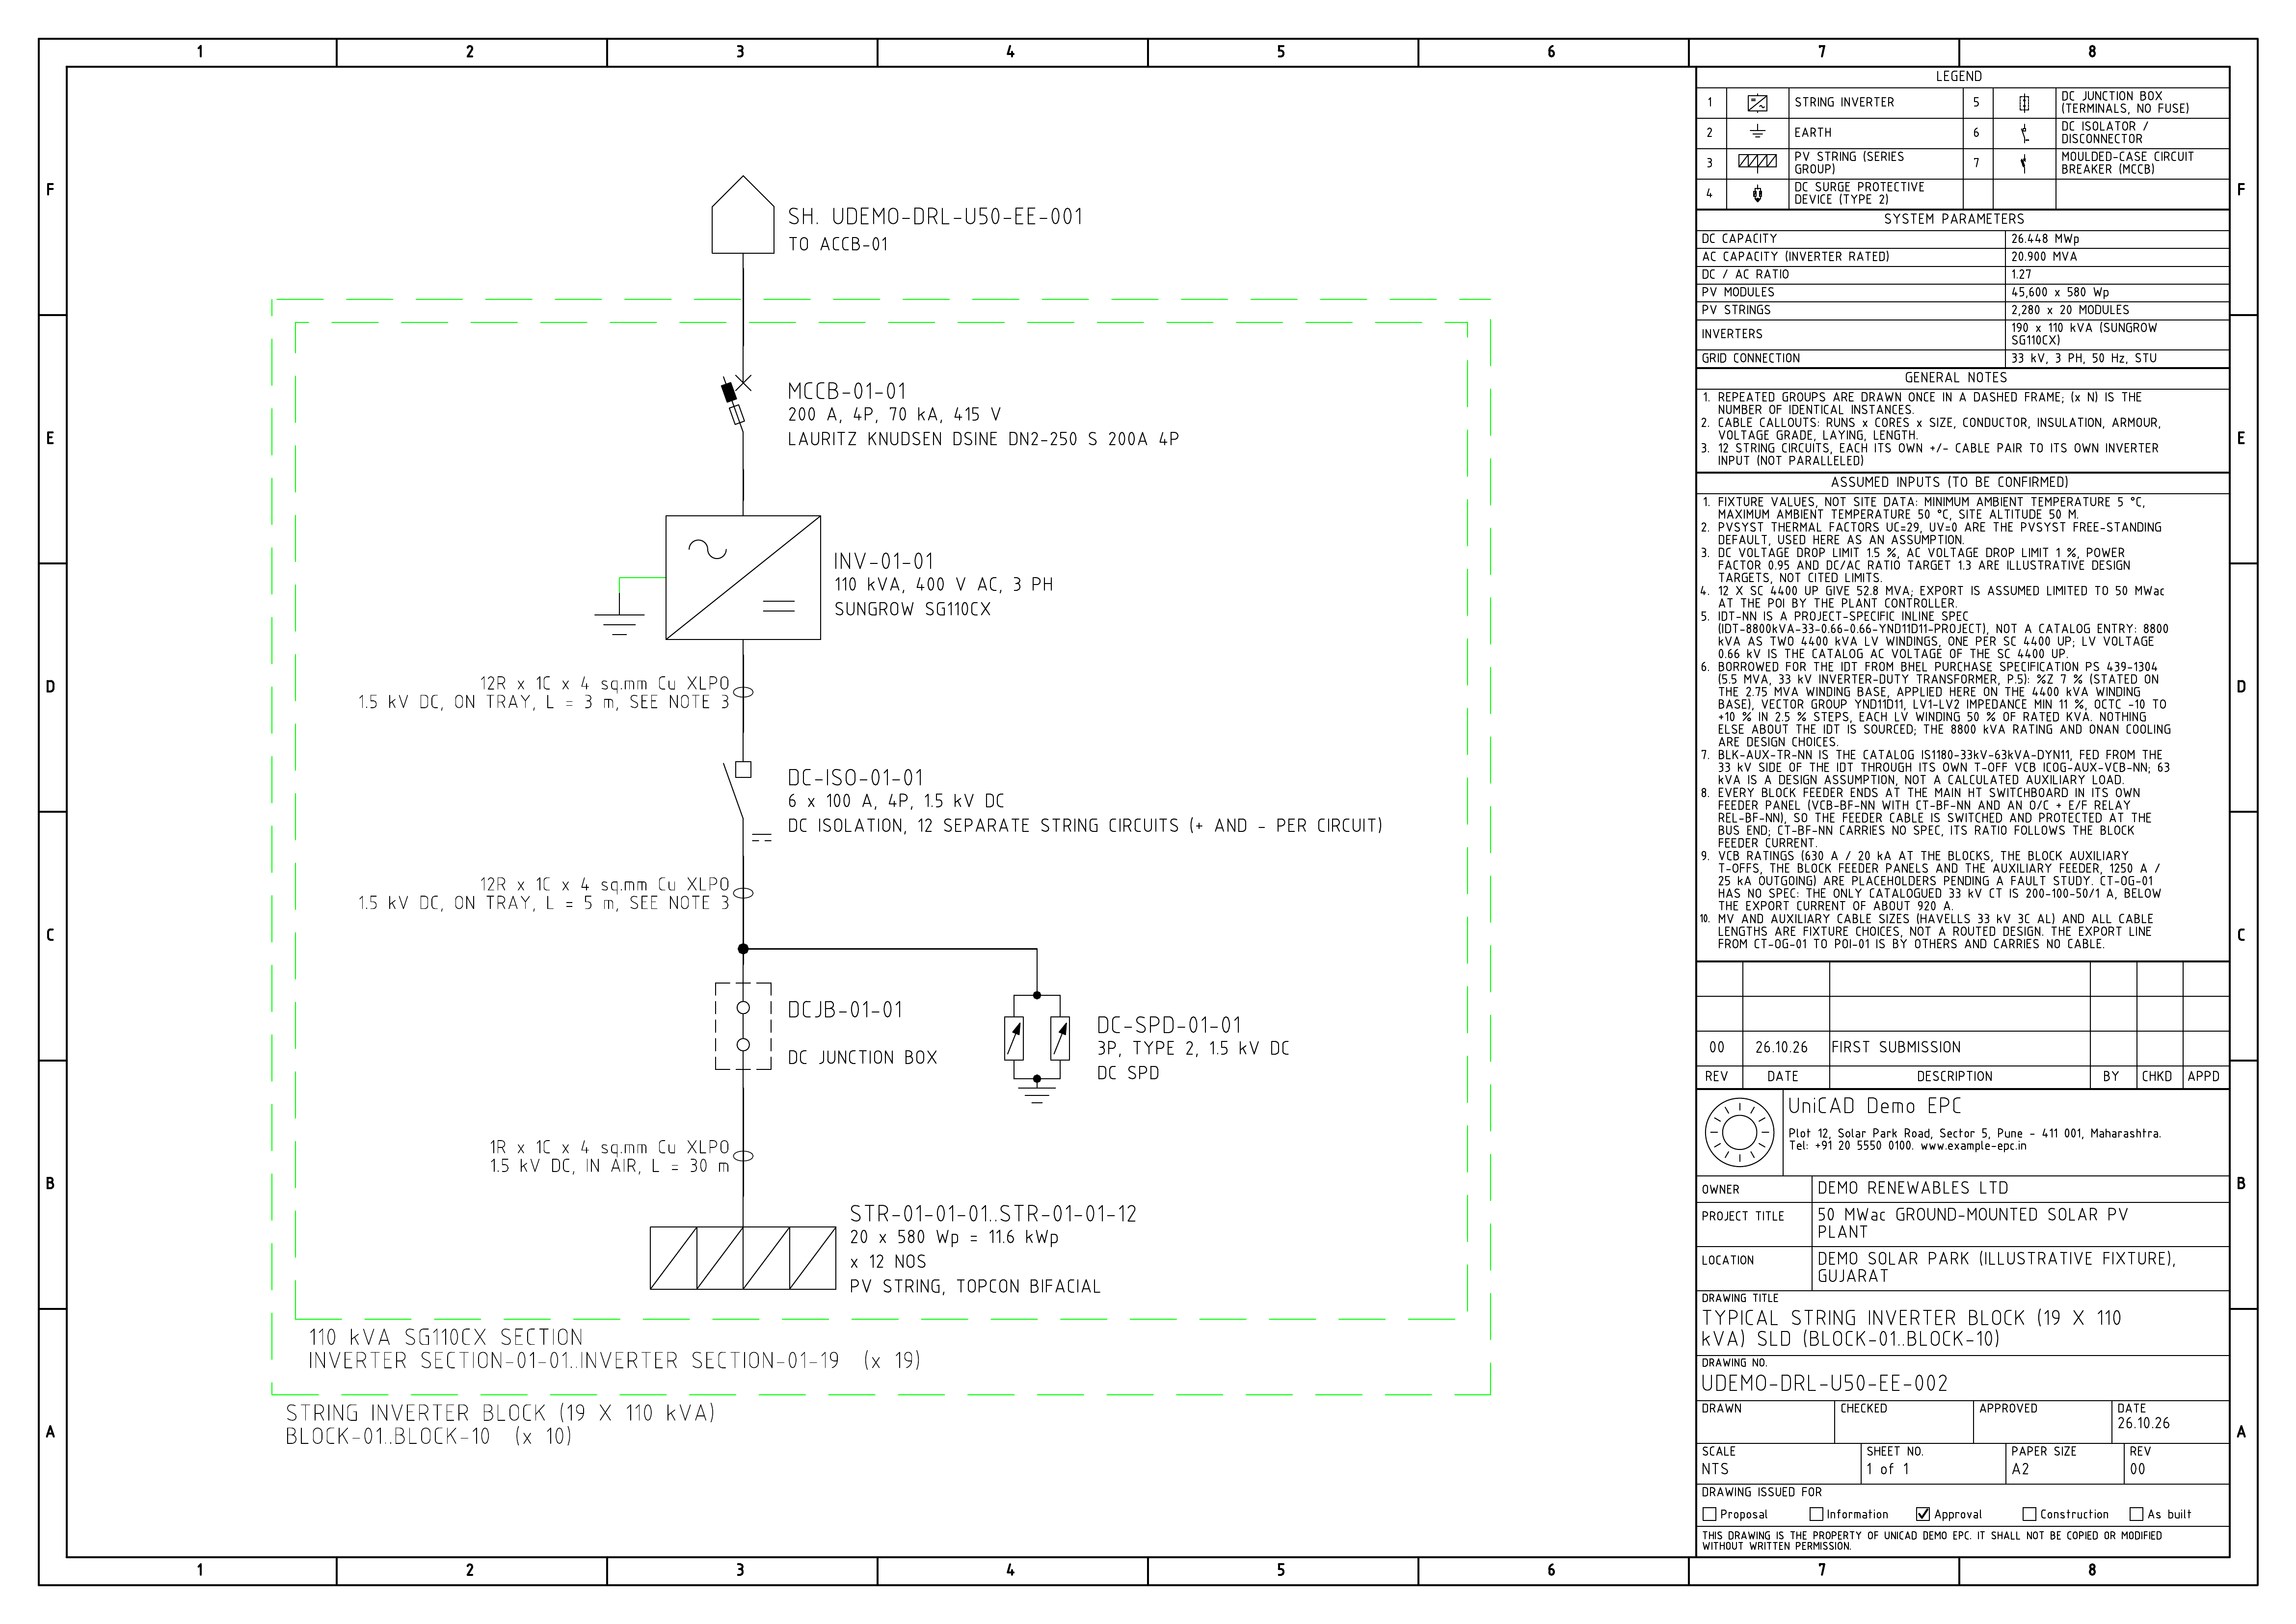 1 2 3 4 5 6 7 8
F
E
D
C
B
A
SH. UDEMO-DRL-U50-EE-001
TO ACCB-01
MCCB-01-01
200 A, 4P, 70 kA, 415 V
LAURITZ KNUDSEN DSINE DN2-250 S 200A 4P
INV-01-01
110 kVA, 400 V AC, 3 PH
SUNGROW SG110CX
12R x 1C x 4 sq.mm Cu XLPO
1.5 kV DC, ON TRAY, L = 3 m, SEE NOTE 3
DC-ISO-01-01
6 x 100 A, 4P, 1.5 kV DC
DC ISOLATION, 12 SEPARATE STRING CIRCUITS (+ AND - PER CIRCUIT)
12R x 1C x 4 sq.mm Cu XLPO
1.5 kV DC, ON TRAY, L = 5 m, SEE NOTE 3
DCJB-01-01
DC JUNCTION BOX
DC-SPD-01-01
3P, TYPE 2, 1.5 kV DC
DC SPD
1R x 1C x 4 sq.mm Cu XLPO
1.5 kV DC, IN AIR, L = 30 m
STR-01-01-01..STR-01-01-12
20 x 580 Wp = 11.6 kWp
x 12 NOS
PV STRING, TOPCON BIFACIAL
110 kVA SG110CX SECTION
INVERTER SECTION-01-01..INVERTER SECTION-01-19 (x 19)
STRING INVERTER BLOCK (19 X 110 kVA)
BLOCK-01..BLOCK-10 (x 10)
LEGEND
1 STRING INVERTER
5 DC JUNCTION BOX
(TERMINALS, NO FUSE)
2 EARTH
6 DC ISOLATOR /
DISCONNECTOR
3 PV STRING (SERIES
GROUP)
7 MOULDED-CASE CIRCUIT
BREAKER (MCCB)
4 DC SURGE PROTECTIVE
DEVICE (TYPE 2)
SYSTEM PARAMETERS
DC CAPACITY 26.448 MWp
AC CAPACITY (INVERTER RATED) 20.900 MVA
DC / AC RATIO 1.27
PV MODULES 45,600 x 580 Wp
PV STRINGS 2,280 x 20 MODULES
INVERTERS 190 x 110 kVA (SUNGROW
SG110CX)
GRID CONNECTION 33 kV, 3 PH, 50 Hz, STU
GENERAL NOTES
1. REPEATED GROUPS ARE DRAWN ONCE IN A DASHED FRAME; (x N) IS THE
NUMBER OF IDENTICAL INSTANCES.
2. CABLE CALLOUTS: RUNS x CORES x SIZE, CONDUCTOR, INSULATION, ARMOUR,
VOLTAGE GRADE, LAYING, LENGTH.
3. 12 STRING CIRCUITS, EACH ITS OWN +/- CABLE PAIR TO ITS OWN INVERTER
INPUT (NOT PARALLELED)
ASSUMED INPUTS (TO BE CONFIRMED)
1. FIXTURE VALUES, NOT SITE DATA: MINIMUM AMBIENT TEMPERATURE 5 °C,
MAXIMUM AMBIENT TEMPERATURE 50 °C, SITE ALTITUDE 50 M.
2. PVSYST THERMAL FACTORS UC=29, UV=0 ARE THE PVSYST FREE-STANDING
DEFAULT, USED HERE AS AN ASSUMPTION.
3. DC VOLTAGE DROP LIMIT 1.5 %, AC VOLTAGE DROP LIMIT 1 %, POWER
FACTOR 0.95 AND DC/AC RATIO TARGET 1.3 ARE ILLUSTRATIVE DESIGN
TARGETS, NOT CITED LIMITS.
4. 12 X SC 4400 UP GIVE 52.8 MVA; EXPORT IS ASSUMED LIMITED TO 50 MWac
AT THE POI BY THE PLANT CONTROLLER.
5. IDT-NN IS A PROJECT-SPECIFIC INLINE SPEC
(IDT-8800kVA-33-0.66-0.66-YND11D11-PROJECT), NOT A CATALOG ENTRY: 8800
kVA AS TWO 4400 kVA LV WINDINGS, ONE PER SC 4400 UP; LV VOLTAGE
0.66 kV IS THE CATALOG AC VOLTAGE OF THE SC 4400 UP.
6. BORROWED FOR THE IDT FROM BHEL PURCHASE SPECIFICATION PS 439-1304
(5.5 MVA, 33 kV INVERTER-DUTY TRANSFORMER, P.5): %Z 7 % (STATED ON
THE 2.75 MVA WINDING BASE, APPLIED HERE ON THE 4400 kVA WINDING
BASE), VECTOR GROUP YND11D11, LV1-LV2 IMPEDANCE MIN 11 %, OCTC -10 TO
+10 % IN 2.5 % STEPS, EACH LV WINDING 50 % OF RATED KVA. NOTHING
ELSE ABOUT THE IDT IS SOURCED; THE 8800 kVA RATING AND ONAN COOLING
ARE DESIGN CHOICES.
7. BLK-AUX-TR-NN IS THE CATALOG IS1180-33kV-63kVA-DYN11, FED FROM THE
33 kV SIDE OF THE IDT THROUGH ITS OWN T-OFF VCB ICOG-AUX-VCB-NN; 63
kVA IS A DESIGN ASSUMPTION, NOT A CALCULATED AUXILIARY LOAD.
8. EVERY BLOCK FEEDER ENDS AT THE MAIN HT SWITCHBOARD IN ITS OWN
FEEDER PANEL (VCB-BF-NN WITH CT-BF-NN AND AN O/C + E/F RELAY
REL-BF-NN), SO THE FEEDER CABLE IS SWITCHED AND PROTECTED AT THE
BUS END; CT-BF-NN CARRIES NO SPEC, ITS RATIO FOLLOWS THE BLOCK
FEEDER CURRENT.
9. VCB RATINGS (630 A / 20 kA AT THE BLOCKS, THE BLOCK AUXILIARY
T-OFFS, THE BLOCK FEEDER PANELS AND THE AUXILIARY FEEDER, 1250 A /
25 kA OUTGOING) ARE PLACEHOLDERS PENDING A FAULT STUDY. CT-OG-01
HAS NO SPEC: THE ONLY CATALOGUED 33 kV CT IS 200-100-50/1 A, BELOW
THE EXPORT CURRENT OF ABOUT 920 A.
10. MV AND AUXILIARY CABLE SIZES (HAVELLS 33 kV 3C AL) AND ALL CABLE
LENGTHS ARE FIXTURE CHOICES, NOT A ROUTED DESIGN. THE EXPORT LINE
FROM CT-OG-01 TO POI-01 IS BY OTHERS AND CARRIES NO CABLE.
00 26.10.26 FIRST SUBMISSION
REV DATE DESCRIPTION BY CHKD APPD
UniCAD Demo EPC
Plot 12, Solar Park Road, Sector 5, Pune - 411 001, Maharashtra.
Tel: +91 20 5550 0100. www.example-epc.in
OWNER DEMO RENEWABLES LTD
PROJECT TITLE 50 MWac GROUND-MOUNTED SOLAR PV
PLANT
LOCATION DEMO SOLAR PARK (ILLUSTRATIVE FIXTURE),
GUJARAT
DRAWING TITLE
TYPICAL STRING INVERTER BLOCK (19 X 110
kVA) SLD (BLOCK-01..BLOCK-10)
DRAWING NO.
UDEMO-DRL-U50-EE-002
DRAWN CHECKED APPROVED DATE
26.10.26
SCALE SHEET NO. PAPER SIZE REV
NTS 1 of 1 A2 00
DRAWING ISSUED FOR
Proposal Information Approval Construction As built
THIS DRAWING IS THE PROPERTY OF UNICAD DEMO EPC. IT SHALL NOT BE COPIED OR MODIFIED
WITHOUT WRITTEN PERMISSION.
F
E
D
C
B
A
1 2 3 4 5 6 7 8